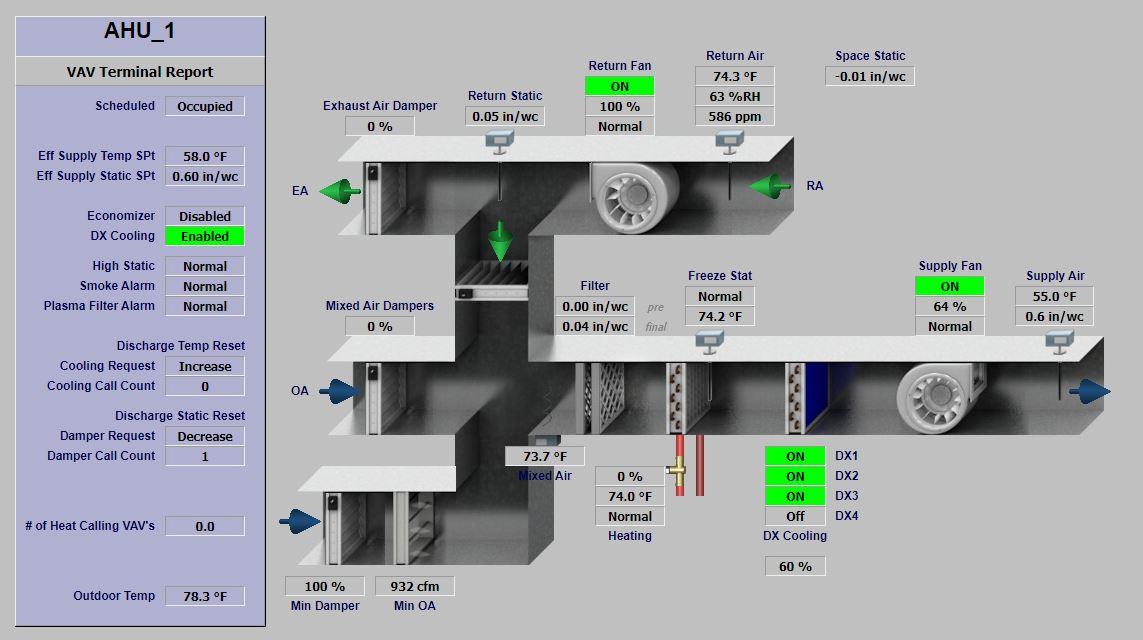 AHU_1
VAV Terminal Report
Scheduled Occupied
Eff Supply Temp SPt 58.0 °F
Eff Supply Static SPt 0.60 in/wc
Economizer Disabled
DX Cooling Enabled
High Static Normal
Smoke Alarm Normal
Plasma Filter Alarm Normal
Discharge Temp Reset
Cooling Request Increase
Cooling Call Count 0
Discharge Static Reset
Damper Request Decrease
Damper Call Count 1
# of Heat Calling VAV's 0.0
Outdoor Temp 78.3 °F
Exhaust Air Damper
0 %
Return Static
0.05 in/wc
Return Fan
ON
100 %
Normal
Return Air
74.3 °F
63 %RH
586 ppm
Space Static
-0.01 in/wc
EA
RA
Mixed Air Dampers
0 %
Filter
0.00 in/wc pre
0.04 in/wc final
Freeze Stat
Normal
74.2 °F
Supply Fan
ON
64 %
Normal
Supply Air
55.0 °F
0.6 in/wc
OA
73.7 °F
Mixed Air
0 %
74.0 °F
Normal
Heating
ON DX1
ON DX2
ON DX3
Off DX4
DX Cooling
60 %
100 %
Min Damper
932 cfm
Min OA